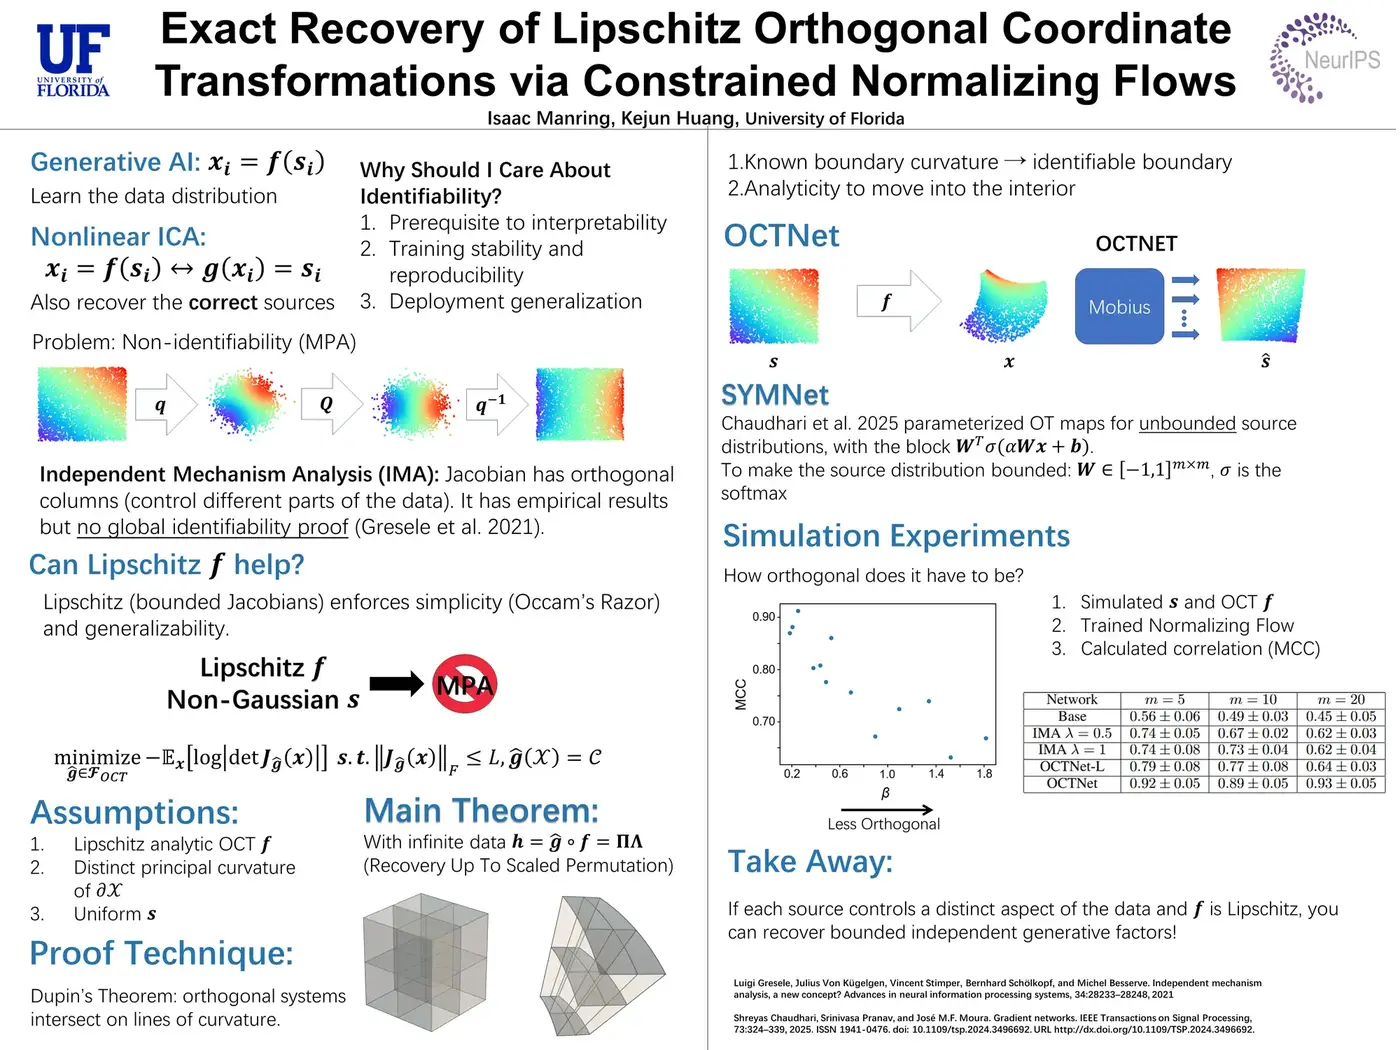 UF
UNIVERSITY of
FLORIDA
Exact Recovery of Lipschitz Orthogonal Coordinate
Transformations via Constrained Normalizing Flows
Isaac Manring, Kejun Huang, University of Florida
NeurIPS
Generative AI: 𝒙ᵢ = 𝒇(𝒔ᵢ)
Learn the data distribution
Nonlinear ICA:
𝒙ᵢ = 𝒇(𝒔ᵢ) ↔ 𝒈(𝒙ᵢ) = 𝒔ᵢ
Also recover the correct sources
Why Should I Care About
Identifiability?
1. Prerequisite to interpretability
2. Training stability and
reproducibility
3. Deployment generalization
Problem: Non-identifiability (MPA)
q
Q
q⁻¹
Independent Mechanism Analysis (IMA): Jacobian has orthogonal
columns (control different parts of the data). It has empirical results
but no global identifiability proof (Gresele et al. 2021).
Can Lipschitz 𝒇 help?
Lipschitz (bounded Jacobians) enforces simplicity (Occam's Razor)
and generalizability.
Lipschitz 𝒇
Non-Gaussian 𝒔
MPA
minimize −𝔼ₓ[log|det 𝑱_ĝ(𝒙)|] s.t. ‖𝑱_ĝ(𝒙)‖_F ≤ L, ĝ(𝒳) = 𝒞
ĝ∈𝓕_OCT
Assumptions:
1. Lipschitz analytic OCT 𝒇
2. Distinct principal curvature
of ∂𝒳
3. Uniform 𝒔
Main Theorem:
With infinite data 𝒉 = ĝ ∘ 𝒇 = 𝚷𝚲
(Recovery Up To Scaled Permutation)
Proof Technique:
Dupin's Theorem: orthogonal systems
intersect on lines of curvature.
1.Known boundary curvature → identifiable boundary
2.Analyticity to move into the interior
OCTNet
OCTNET
f
Mobius
s
x
ŝ
SYMNet
Chaudhari et al. 2025 parameterized OT maps for unbounded source
distributions, with the block 𝑾ᵀσ(α𝑾𝒙 + 𝒃).
To make the source distribution bounded: 𝑾 ∈ [−1,1]ᵐˣᵐ, σ is the
softmax
Simulation Experiments
How orthogonal does it have to be?
0.90
0.80
0.70
MCC
0.2 0.6 1.0 1.4 1.8
β
Less Orthogonal
1. Simulated 𝒔 and OCT 𝒇
2. Trained Normalizing Flow
3. Calculated correlation (MCC)
Network m = 5 m = 10 m = 20
Base 0.56 ± 0.06 0.49 ± 0.03 0.45 ± 0.05
IMA λ = 0.5 0.74 ± 0.05 0.67 ± 0.02 0.62 ± 0.03
IMA λ = 1 0.74 ± 0.08 0.73 ± 0.04 0.62 ± 0.04
OCTNet-L 0.79 ± 0.08 0.77 ± 0.08 0.64 ± 0.03
OCTNet 0.92 ± 0.05 0.89 ± 0.05 0.93 ± 0.05
Take Away:
If each source controls a distinct aspect of the data and 𝒇 is Lipschitz, you
can recover bounded independent generative factors!
Luigi Gresele, Julius Von Kügelgen, Vincent Stimper, Bernhard Schölkopf, and Michel Besserve. Independent mechanism
analysis, a new concept? Advances in neural information processing systems, 34:28233–28248, 2021
Shreyas Chaudhari, Srinivasa Pranav, and José M.F. Moura. Gradient networks. IEEE Transactions on Signal Processing,
73:324–339, 2025. ISSN 1941-0476. doi: 10.1109/tsp.2024.3496692. URL http://dx.doi.org/10.1109/TSP.2024.3496692.